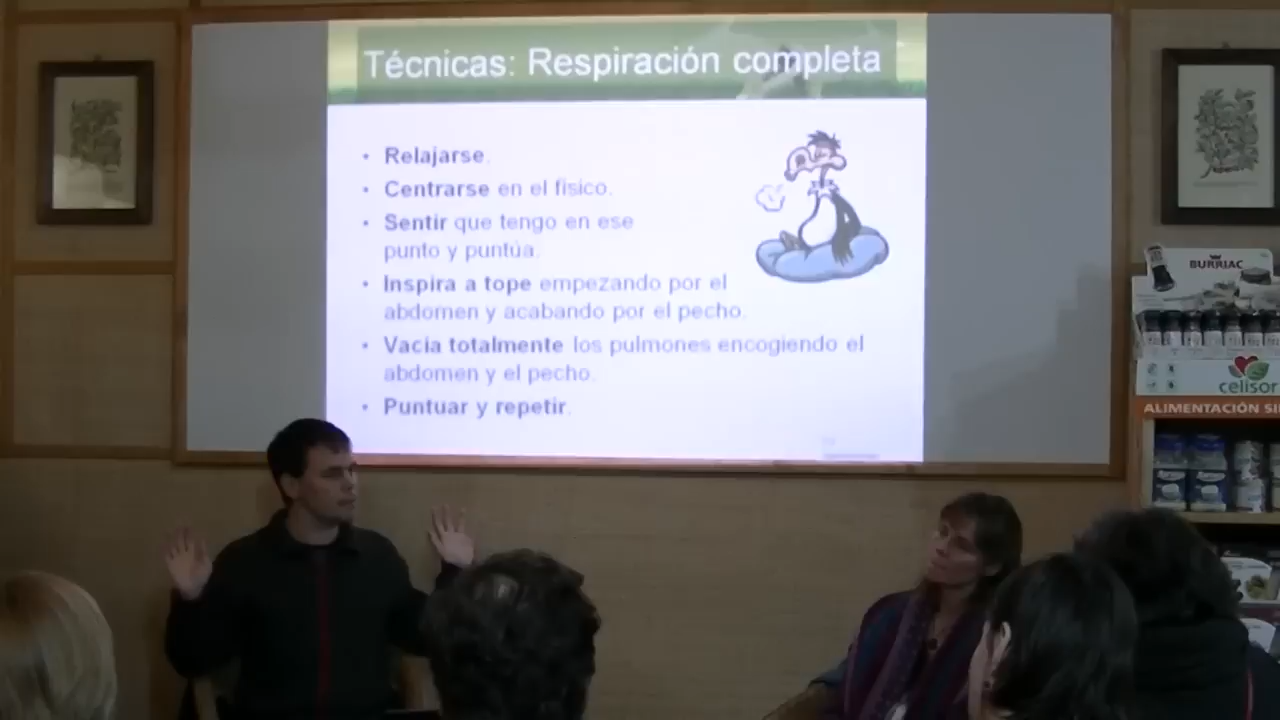 Técnicas: Respiración completa
• Relajarse.
• Centrarse en el físico.
• Sentir que tengo en ese
punto y puntúa.
• Inspira a tope empezando por el
abdomen y acabando por el pecho.
• Vacia totalmente los pulmones encogiendo el
abdomen y el pecho.
• Puntuar y repetir.
BURRIAC
celisor
ALIMENTACIÓN SI